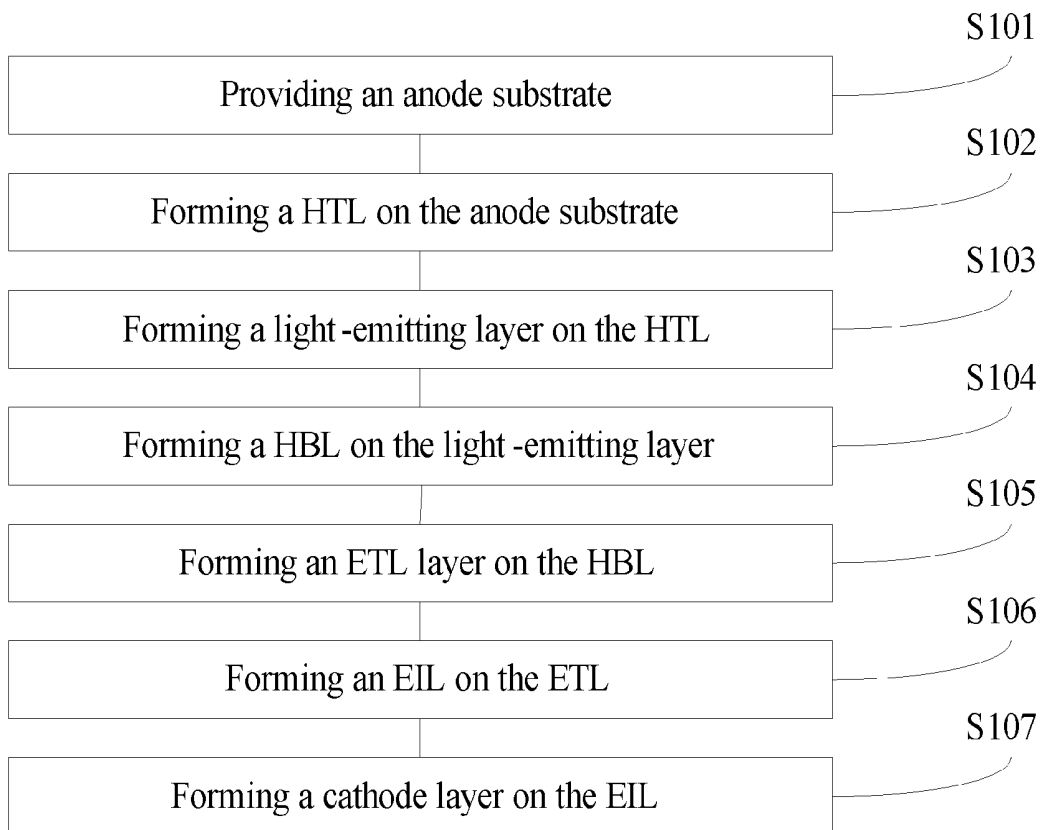 S101
Providing an anode substrate
S102
Forming a HTL on the anode substrate
S103
Forming a light-emitting layer on the HTL
S104
Forming a HBL on the light-emitting layer
S105
Forming an ETL layer on the HBL
S106
Forming an EIL on the ETL
S107
Forming a cathode layer on the EIL